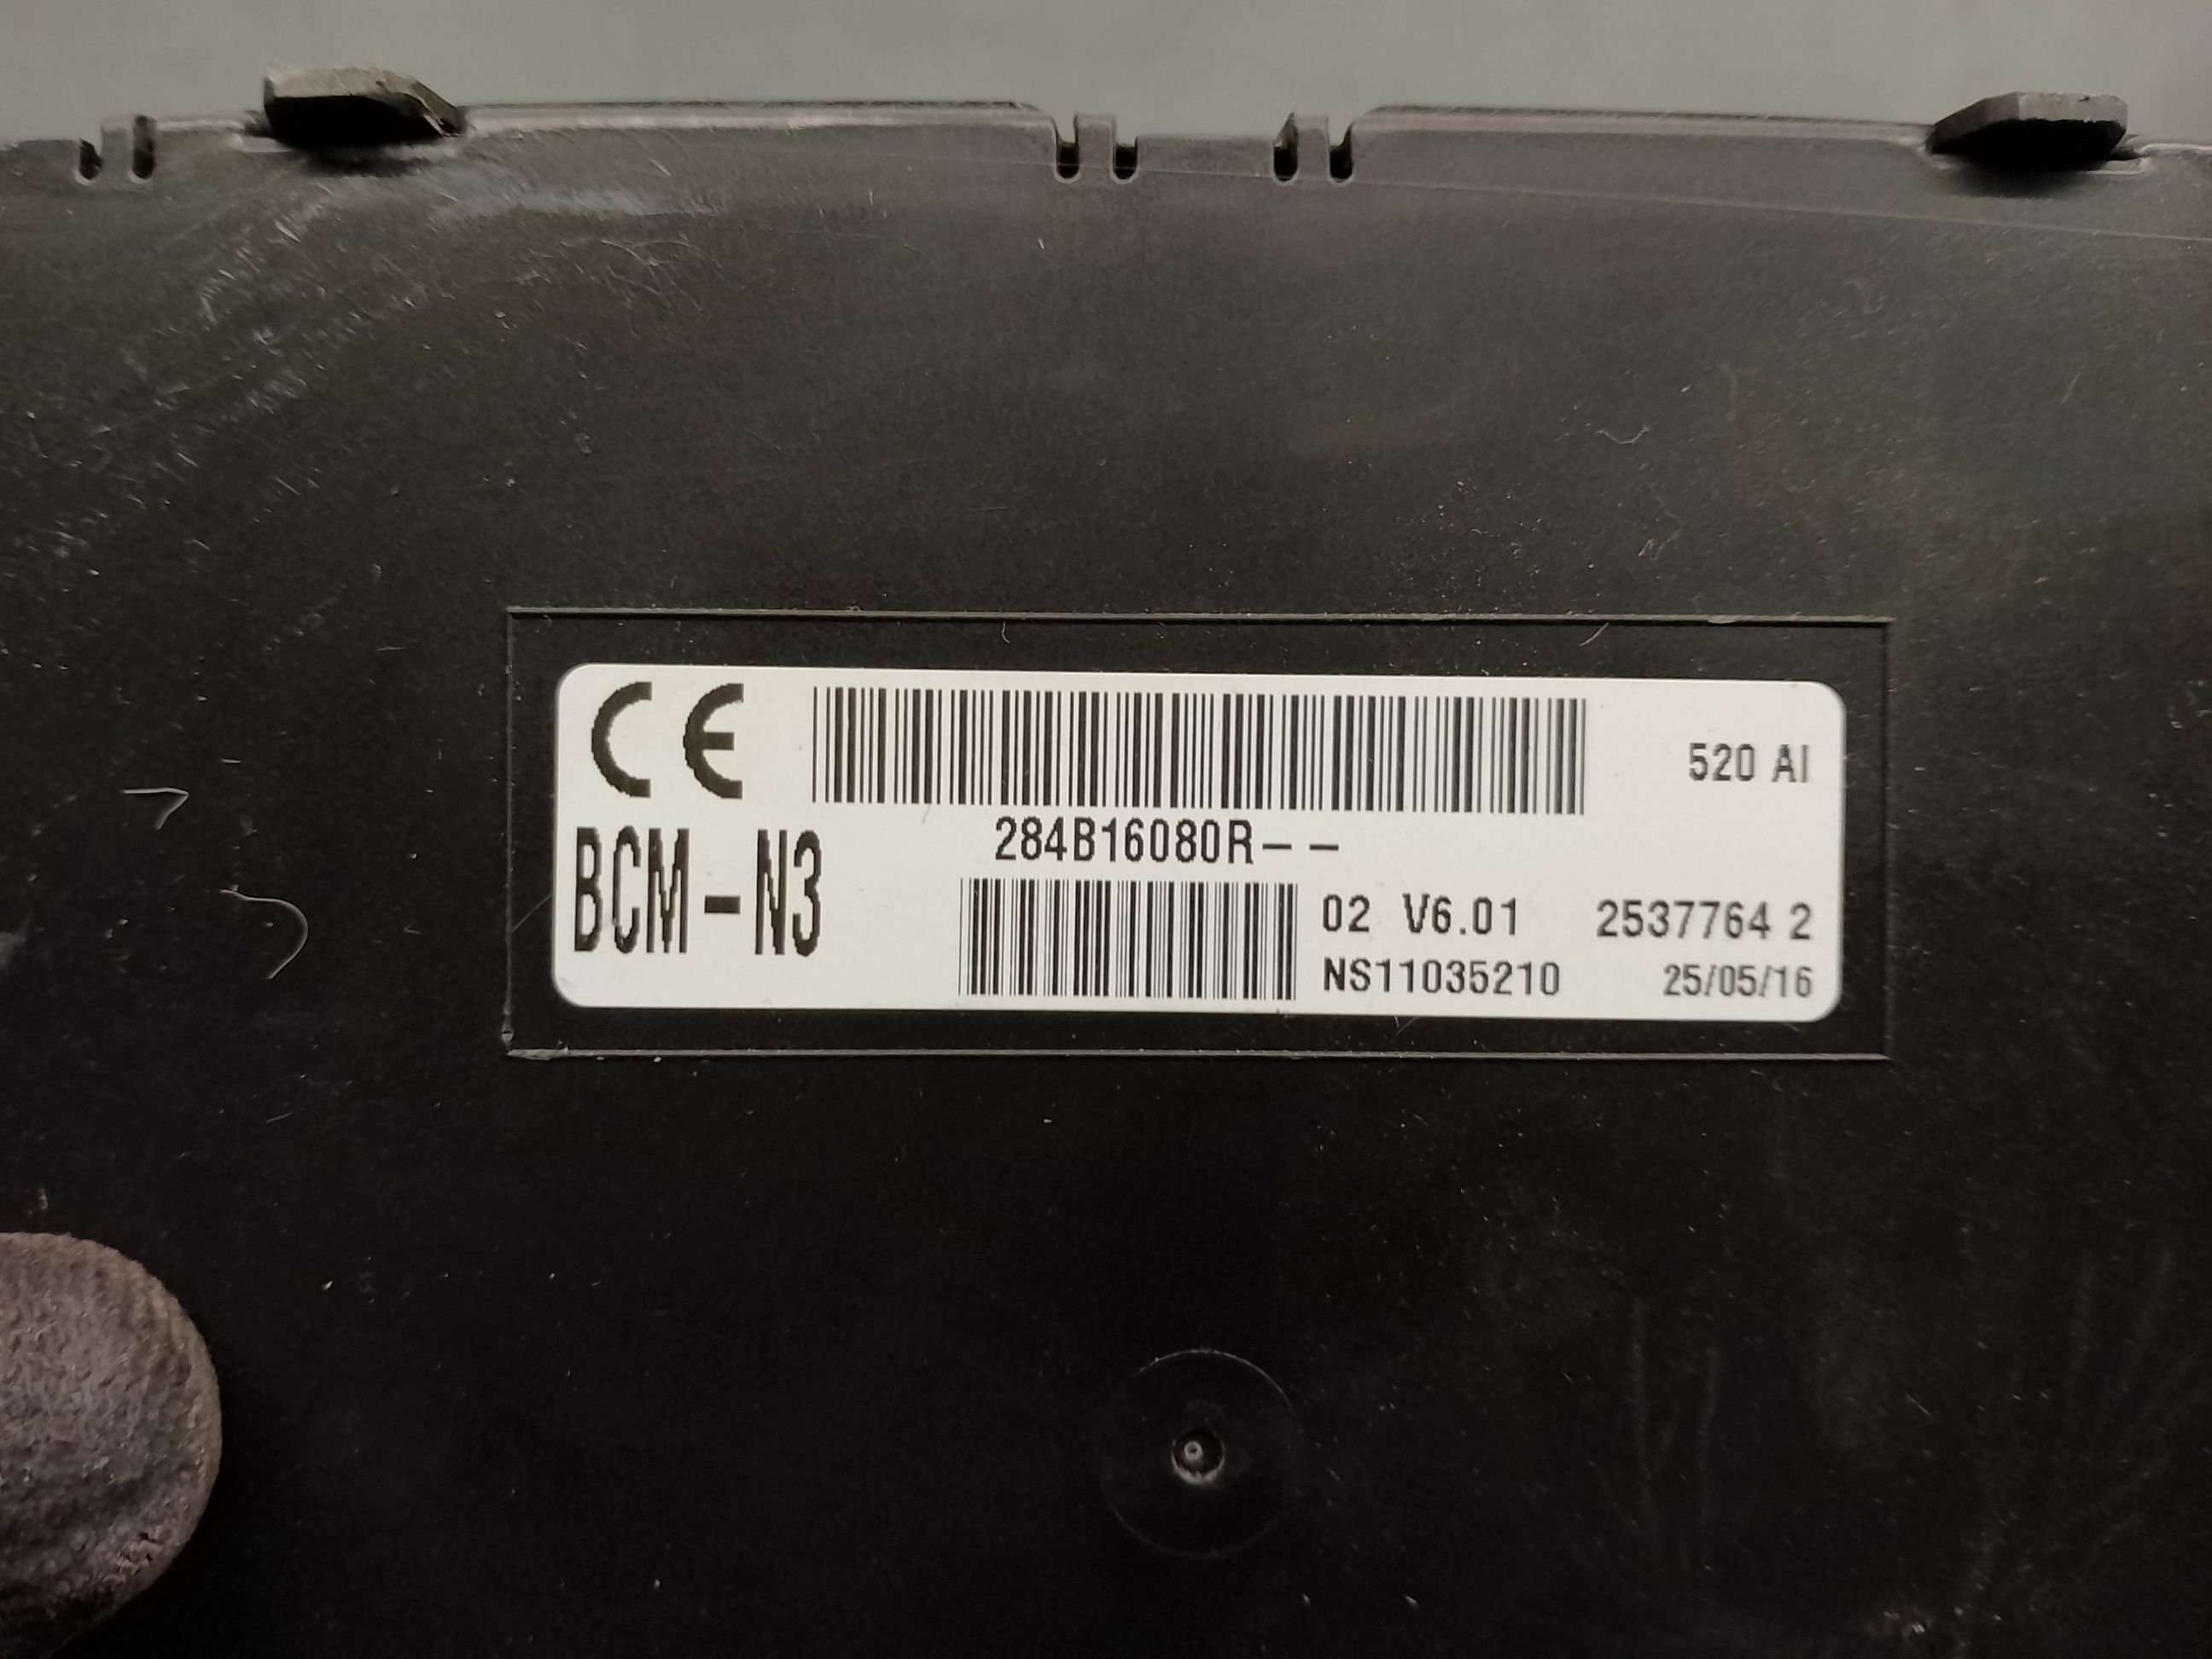 CE
520 AI
284B16080R--
BCM-N3
02 V6.01 2537764 2
NS11035210 25/05/16